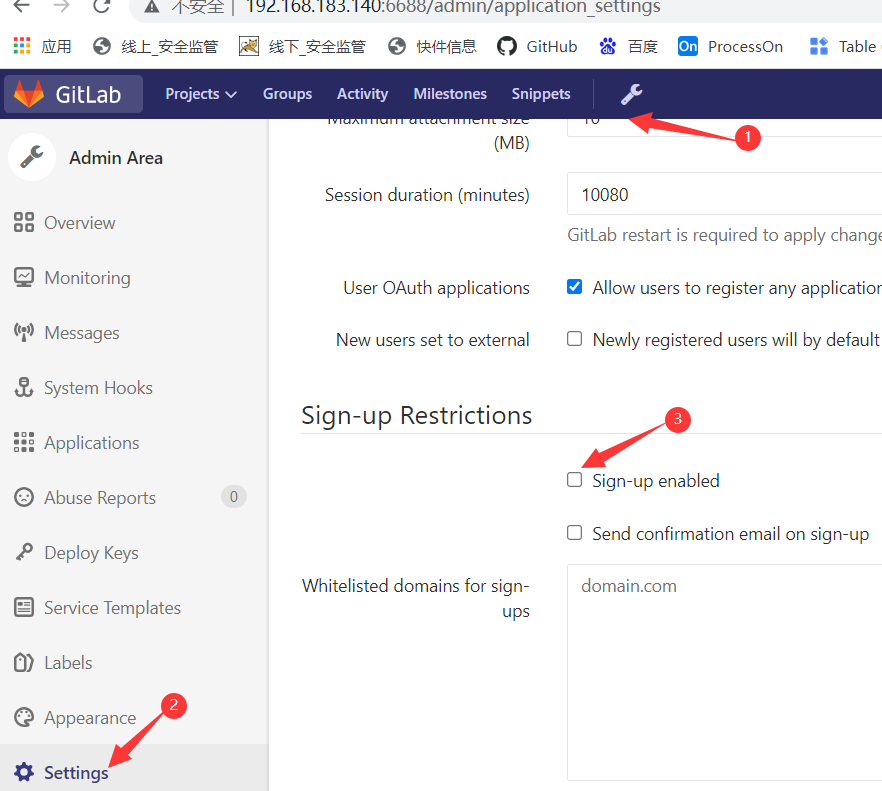 不安全 | 192.168.183.140:6688/admin/application_settings
应用 线上_安全监管 线下_安全监管 快件信息 GitHub 百度 On ProcessOn Table
GitLab Projects Groups Activity Milestones Snippets
1
Admin Area
Overview
Monitoring
Messages
System Hooks
Applications
Abuse Reports 0
Deploy Keys
Service Templates
Labels
Appearance
2
Settings
Maximum attachment size
(MB)
10
Session duration (minutes) 10080
GitLab restart is required to apply change
User OAuth applications Allow users to register any application
New users set to external Newly registered users will by default
Sign-up Restrictions
3
Sign-up enabled
Send confirmation email on sign-up
Whitelisted domains for sign-
ups
domain.com